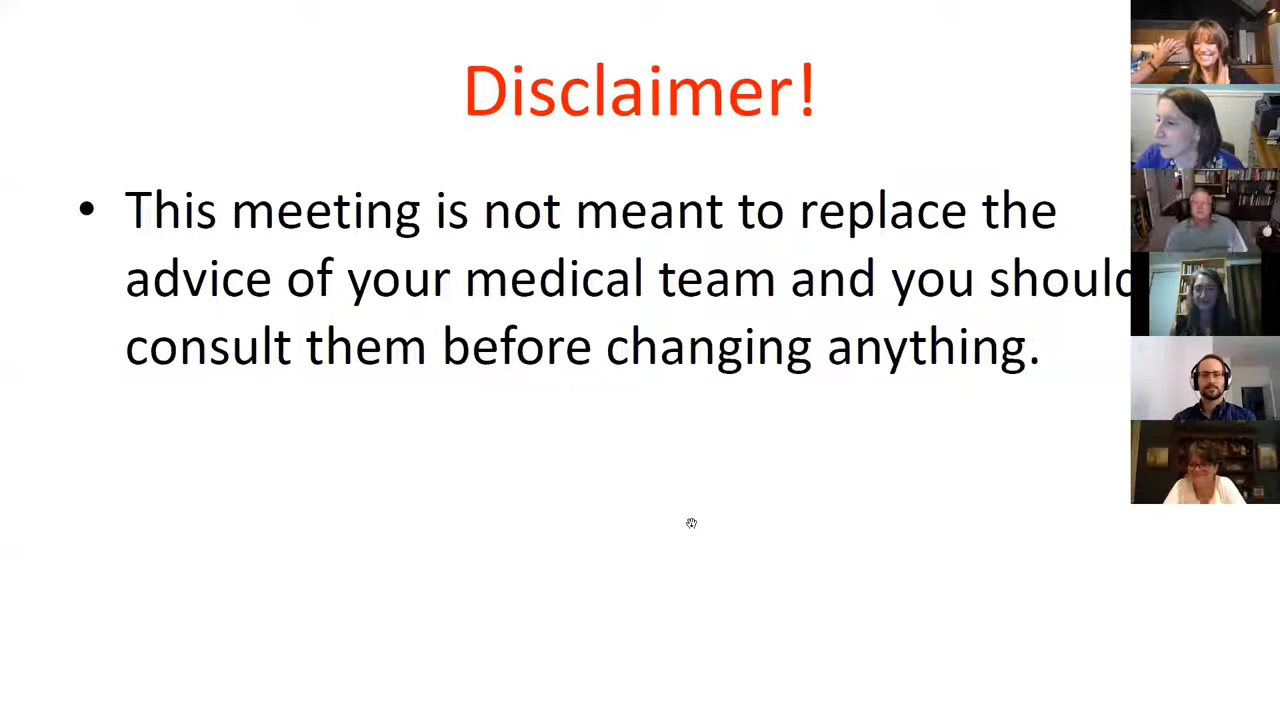 Disclaimer!
• This meeting is not meant to replace the
advice of your medical team and you should
consult them before changing anything.